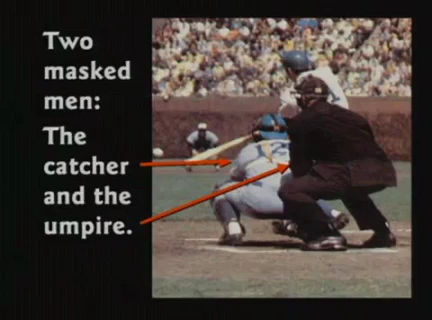 Two
masked
men:
The
catcher
and the
umpire.